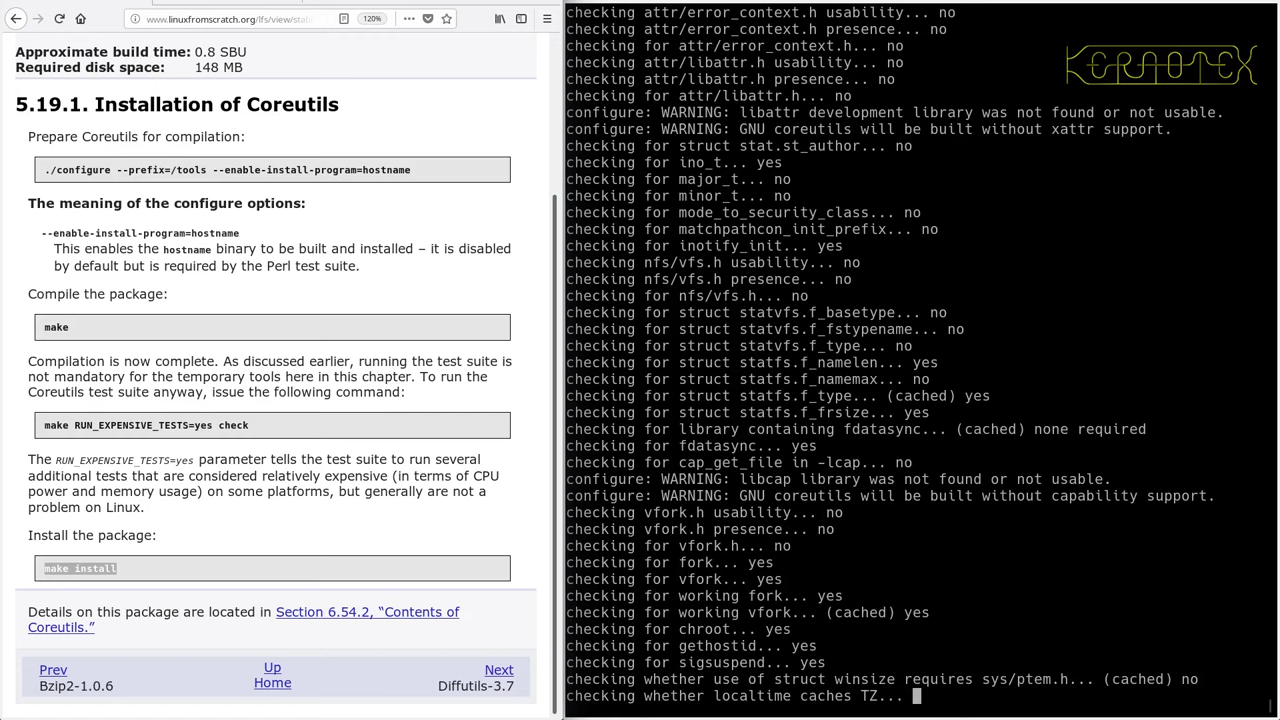 www.linuxfromscratch.org/lfs/view/stab
120%
Approximate build time: 0.8 SBU
Required disk space: 148 MB
5.19.1. Installation of Coreutils
Prepare Coreutils for compilation:
./configure --prefix=/tools --enable-install-program=hostname
The meaning of the configure options:
--enable-install-program=hostname
This enables the hostname binary to be built and installed – it is disabled
by default but is required by the Perl test suite.
Compile the package:
make
Compilation is now complete. As discussed earlier, running the test suite is
not mandatory for the temporary tools here in this chapter. To run the
Coreutils test suite anyway, issue the following command:
make RUN_EXPENSIVE_TESTS=yes check
The RUN_EXPENSIVE_TESTS=yes parameter tells the test suite to run several
additional tests that are considered relatively expensive (in terms of CPU
power and memory usage) on some platforms, but generally are not a
problem on Linux.
Install the package:
make install
Details on this package are located in Section 6.54.2, “Contents of
Coreutils.”
Prev
Bzip2-1.0.6
Up
Home
Next
Diffutils-3.7
checking attr/error_context.h usability... no
checking attr/error_context.h presence... no
checking for attr/error_context.h... no
checking attr/libattr.h usability... no
checking attr/libattr.h presence... no
checking for attr/libattr.h... no
configure: WARNING: libattr development library was not found or not usable.
configure: WARNING: GNU coreutils will be built without xattr support.
checking for struct stat.st_author... no
checking for ino_t... yes
checking for major_t... no
checking for minor_t... no
checking for mode_to_security_class... no
checking for matchpathcon_init_prefix... no
checking for inotify_init... yes
checking nfs/vfs.h usability... no
checking nfs/vfs.h presence... no
checking for nfs/vfs.h... no
checking for struct statvfs.f_basetype... no
checking for struct statvfs.f_fstypename... no
checking for struct statvfs.f_type... no
checking for struct statfs.f_namelen... yes
checking for struct statfs.f_namemax... no
checking for struct statfs.f_type... (cached) yes
checking for struct statfs.f_frsize... yes
checking for library containing fdatasync... (cached) none required
checking for fdatasync... yes
checking for cap_get_file in -lcap... no
configure: WARNING: libcap library was not found or not usable.
configure: WARNING: GNU coreutils will be built without capability support.
checking vfork.h usability... no
checking vfork.h presence... no
checking for vfork.h... no
checking for fork... yes
checking for vfork... yes
checking for working fork... yes
checking for working vfork... (cached) yes
checking for chroot... yes
checking for gethostid... yes
checking for sigsuspend... yes
checking whether use of struct winsize requires sys/ptem.h... (cached) no
checking whether localtime caches TZ...
KERAOTEX